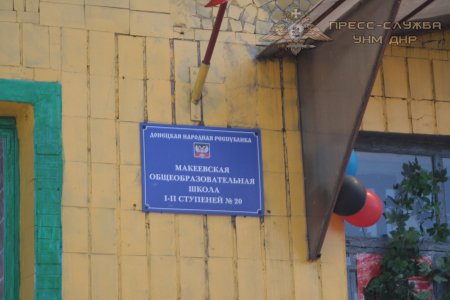 ПРЕСС-СЛУЖБА
УНМ ДНР
ДОНЕЦКАЯ НАРОДНАЯ РЕСПУБЛИКА
МАКЕЕВСКАЯ
ОБЩЕОБРАЗОВАТЕЛЬНАЯ
ШКОЛА
I-II СТУПЕНЕЙ № 20